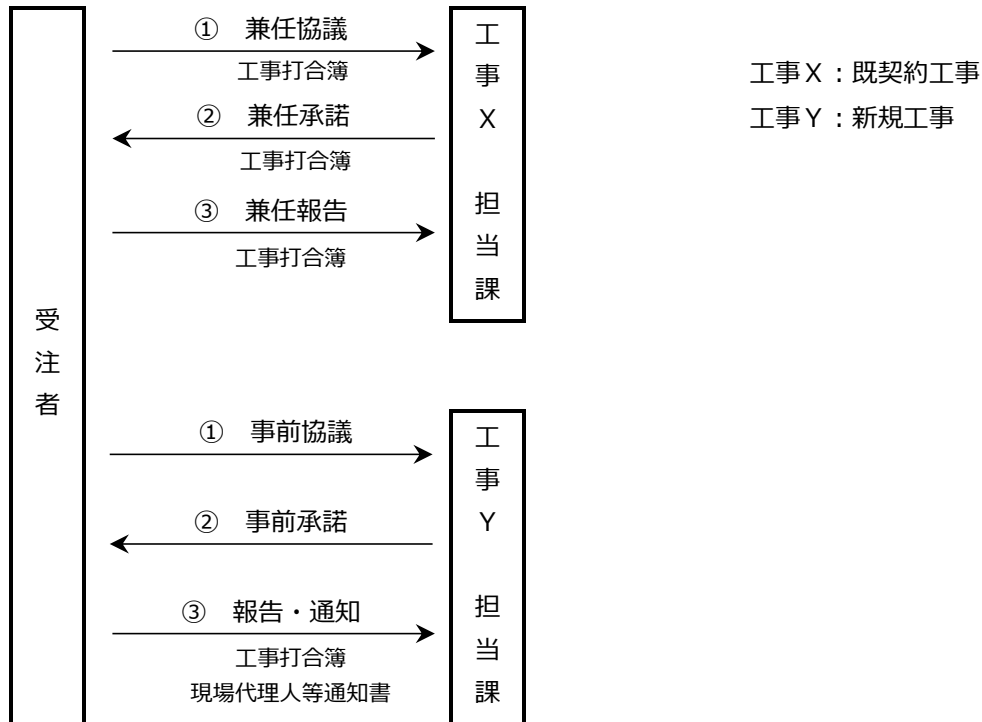 受注者
① 兼任協議
工事打合簿
② 兼任承諾
工事打合簿
③ 兼任報告
工事打合簿
工事X 担当課
工事X：既契約工事
工事Y：新規工事
① 事前協議
② 事前承諾
③ 報告・通知
工事打合簿
現場代理人等通知書
工事Y 担当課